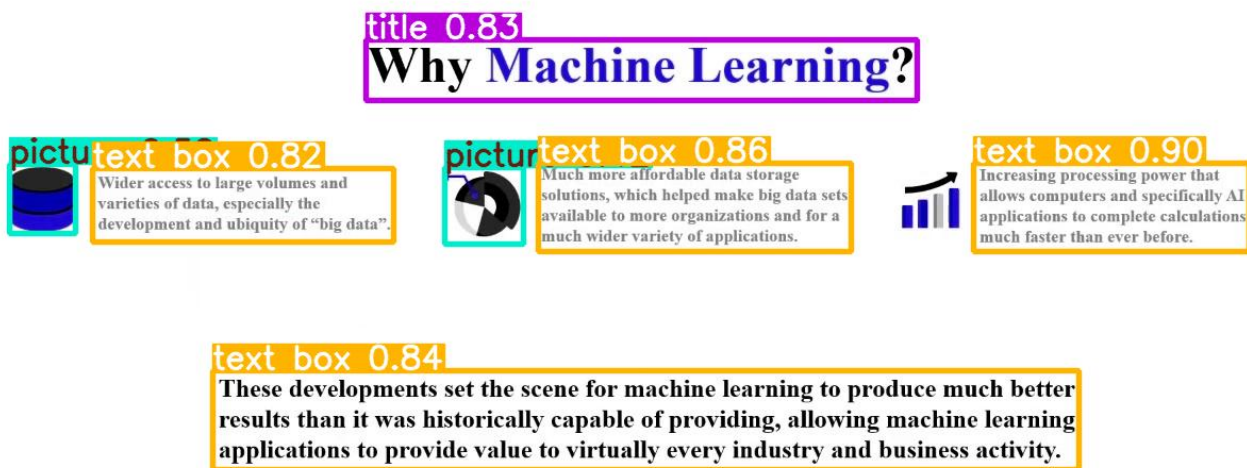 title 0.83
Why Machine Learning?
pictu
text box 0.82
Wider access to large volumes and
varieties of data, especially the
development and ubiquity of “big data”.
pictur
text box 0.86
Much more affordable data storage
solutions, which helped make big data sets
available to more organizations and for a
much wider variety of applications.
text box 0.90
Increasing processing power that
allows computers and specifically AI
applications to complete calculations
much faster than ever before.
text box 0.84
These developments set the scene for machine learning to produce much better
results than it was historically capable of providing, allowing machine learning
applications to provide value to virtually every industry and business activity.